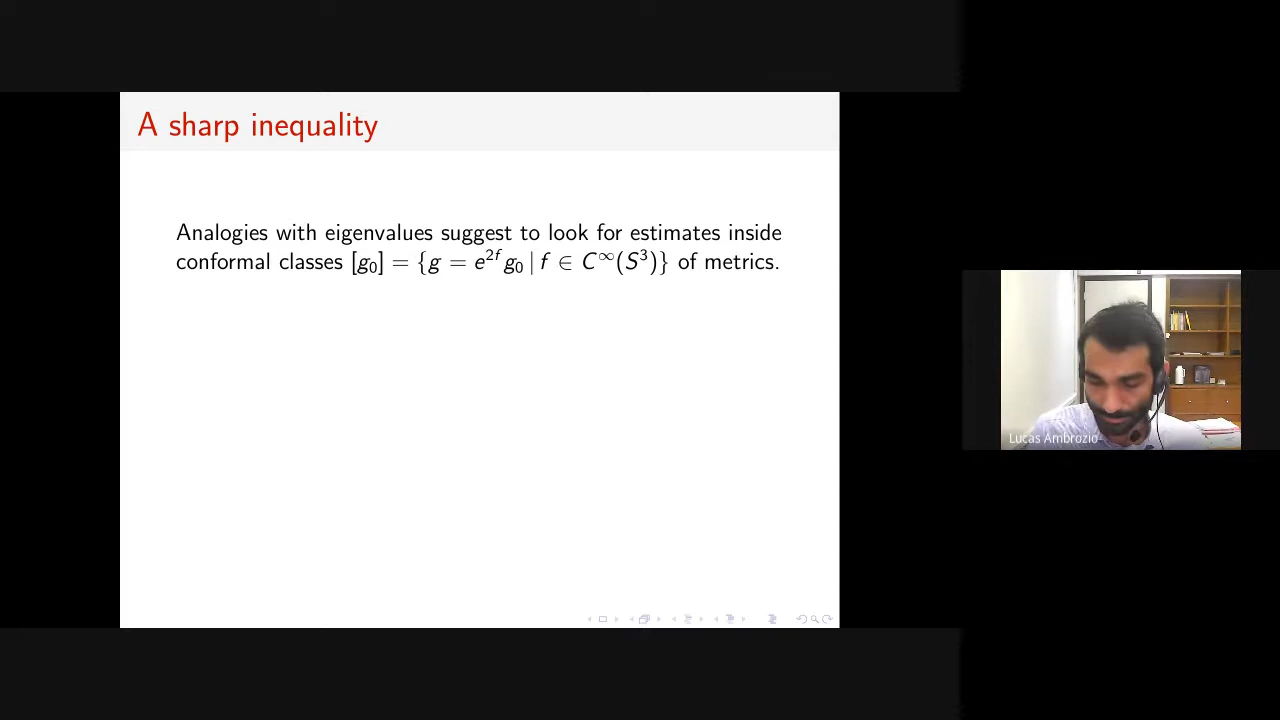 A sharp inequality
Analogies with eigenvalues suggest to look for estimates inside
conformal classes [g₀] = {g = e²ᶠg₀ | f ∈ C^∞(S³)} of metrics.
Lucas Ambrozio